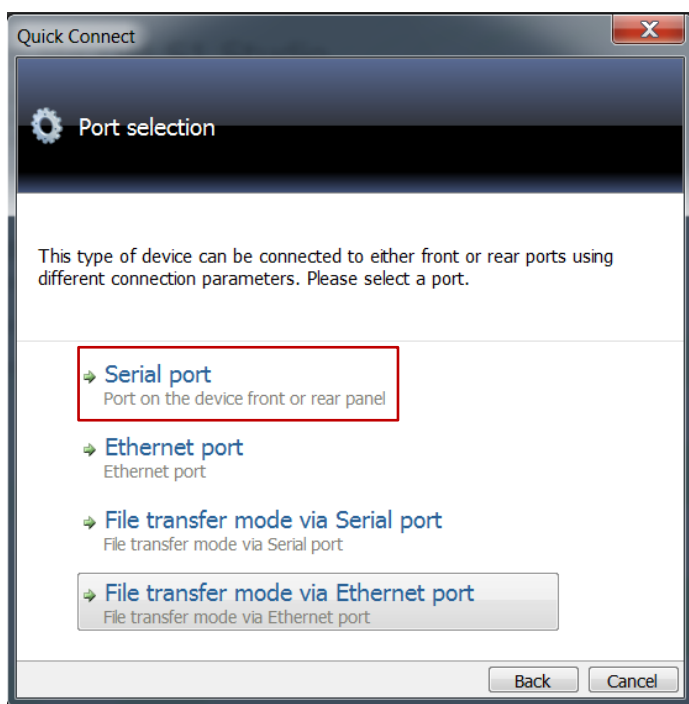 Quick Connect
X
Port selection
This type of device can be connected to either front or rear ports using
different connection parameters. Please select a port.
Serial port
Port on the device front or rear panel
Ethernet port
Ethernet port
File transfer mode via Serial port
File transfer mode via Serial port
File transfer mode via Ethernet port
File transfer mode via Ethernet port
Back Cancel